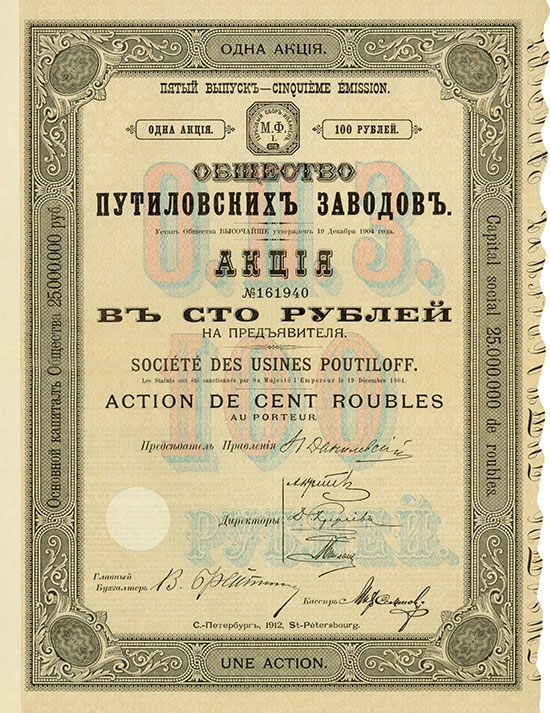 ОДНА АКЦІЯ.
ПЯТЫЙ ВЫПУСКЪ—CINQUIÈME ÉMISSION.
ОДНА АКЦІЯ.
М.Ф.
I.
100 РУБЛЕЙ.
О.П.З.
ОБЩЕСТВО
ПУТИЛОВСКИХЪ ЗАВОДОВЪ.
Уставъ Общества ВЫСОЧАЙШЕ утвержденъ 19 Декабря 1904 года.
АКЦІЯ
№161940
ВЪ СТО РУБЛЕЙ
НА ПРЕДЪЯВИТЕЛЯ.
100
SOCIÉTÉ DES USINES POUTILOFF.
Les Statuts ont été sanctionnés par Sa Majesté l'Empereur le 19 Décembre 1904.
ACTION DE CENT ROUBLES
AU PORTEUR.
Предсѣдатель Правленія
Директоры
РУБЛЕЙ.
Главный
Бухгалтеръ
Кассиръ
С.-Петербургъ, 1912, St-Pétersbourg.
UNE ACTION.
Основной капиталъ Общества 25.000.000 руб
Capital social 25.000.000 de roubles.